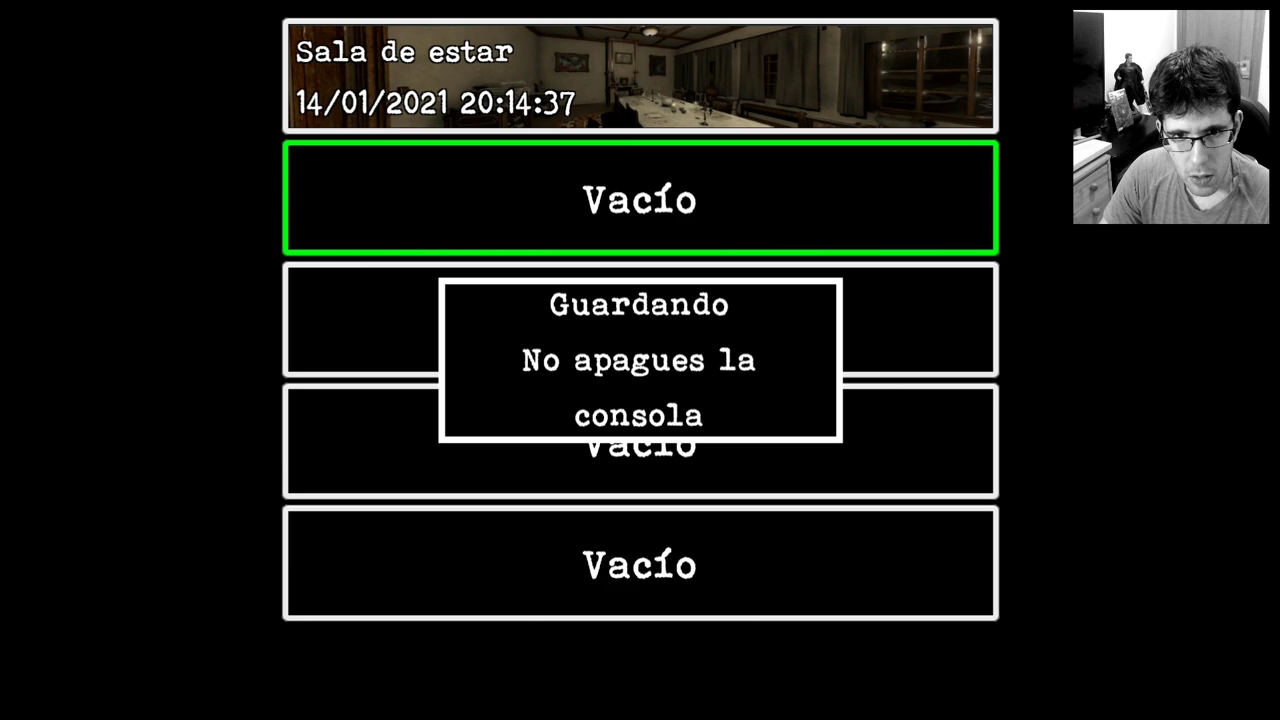 Sala de estar
14/01/2021 20:14:37
Vacío
Guardando
No apagues la
consola
Vacío
Vacío